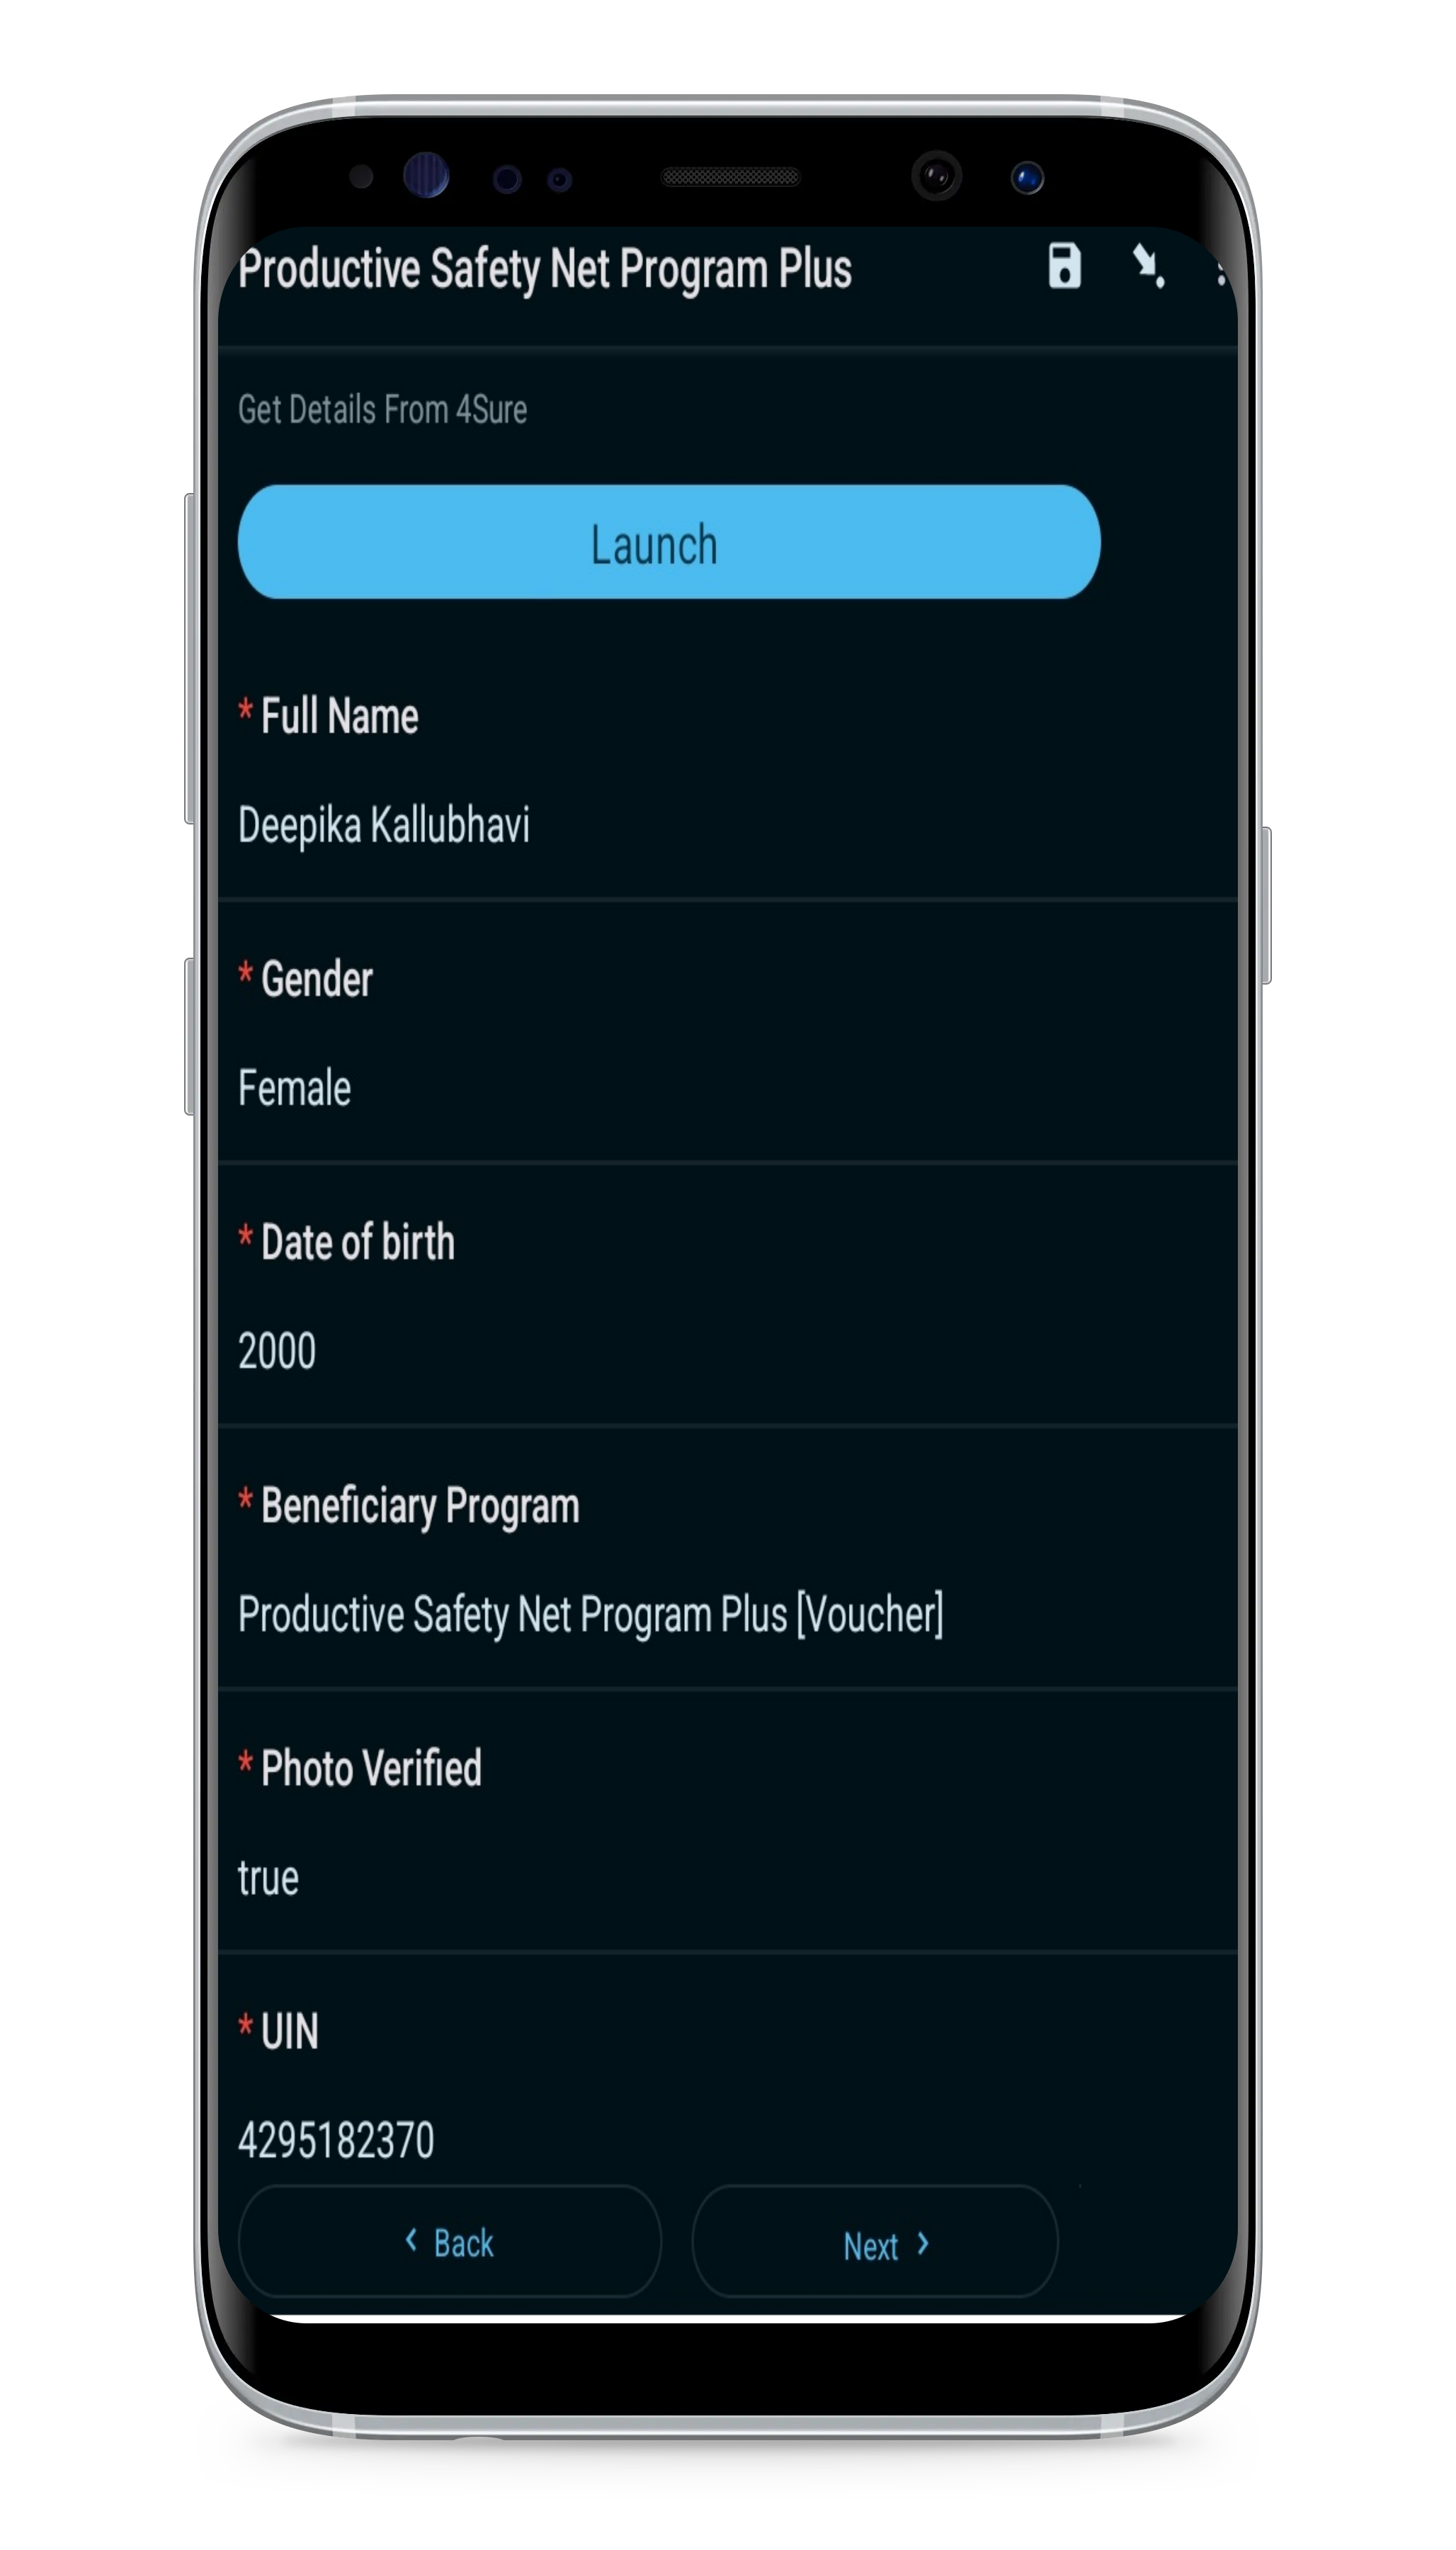 Productive Safety Net Program Plus
Get Details From 4Sure
Launch
* Full Name
Deepika Kallubhavi
* Gender
Female
* Date of birth
2000
* Beneficiary Program
Productive Safety Net Program Plus [Voucher]
* Photo Verified
true
* UIN
4295182370
Back
Next